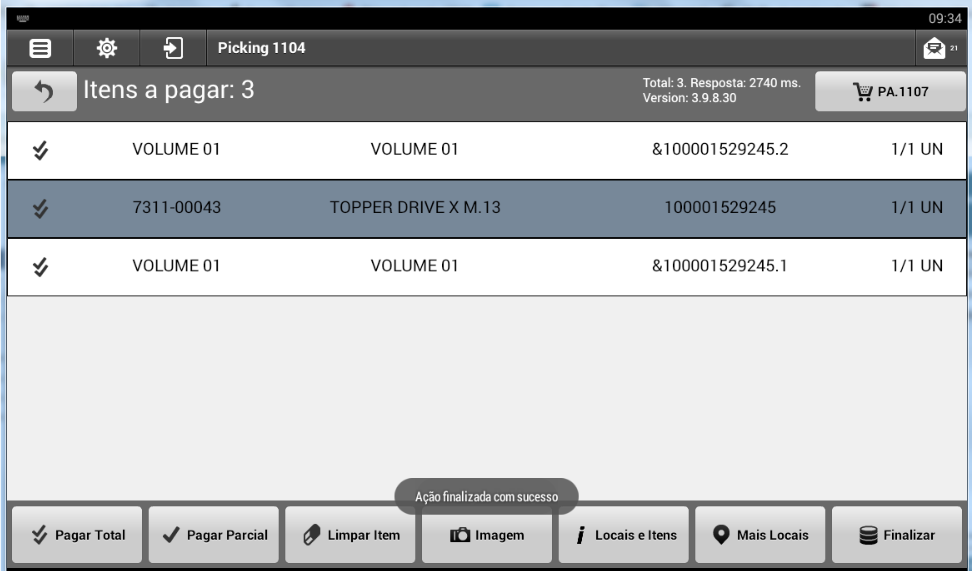 09:34
Picking 1104
21
Itens a pagar: 3
Total: 3. Resposta: 2740 ms.
Version: 3.9.8.30
PA.1107
VOLUME 01 VOLUME 01 &100001529245.2 1/1 UN
7311-00043 TOPPER DRIVE X M.13 100001529245 1/1 UN
VOLUME 01 VOLUME 01 &100001529245.1 1/1 UN
Ação finalizada com sucesso
Pagar Total Pagar Parcial Limpar Item Imagem Locais e Itens Mais Locais Finalizar